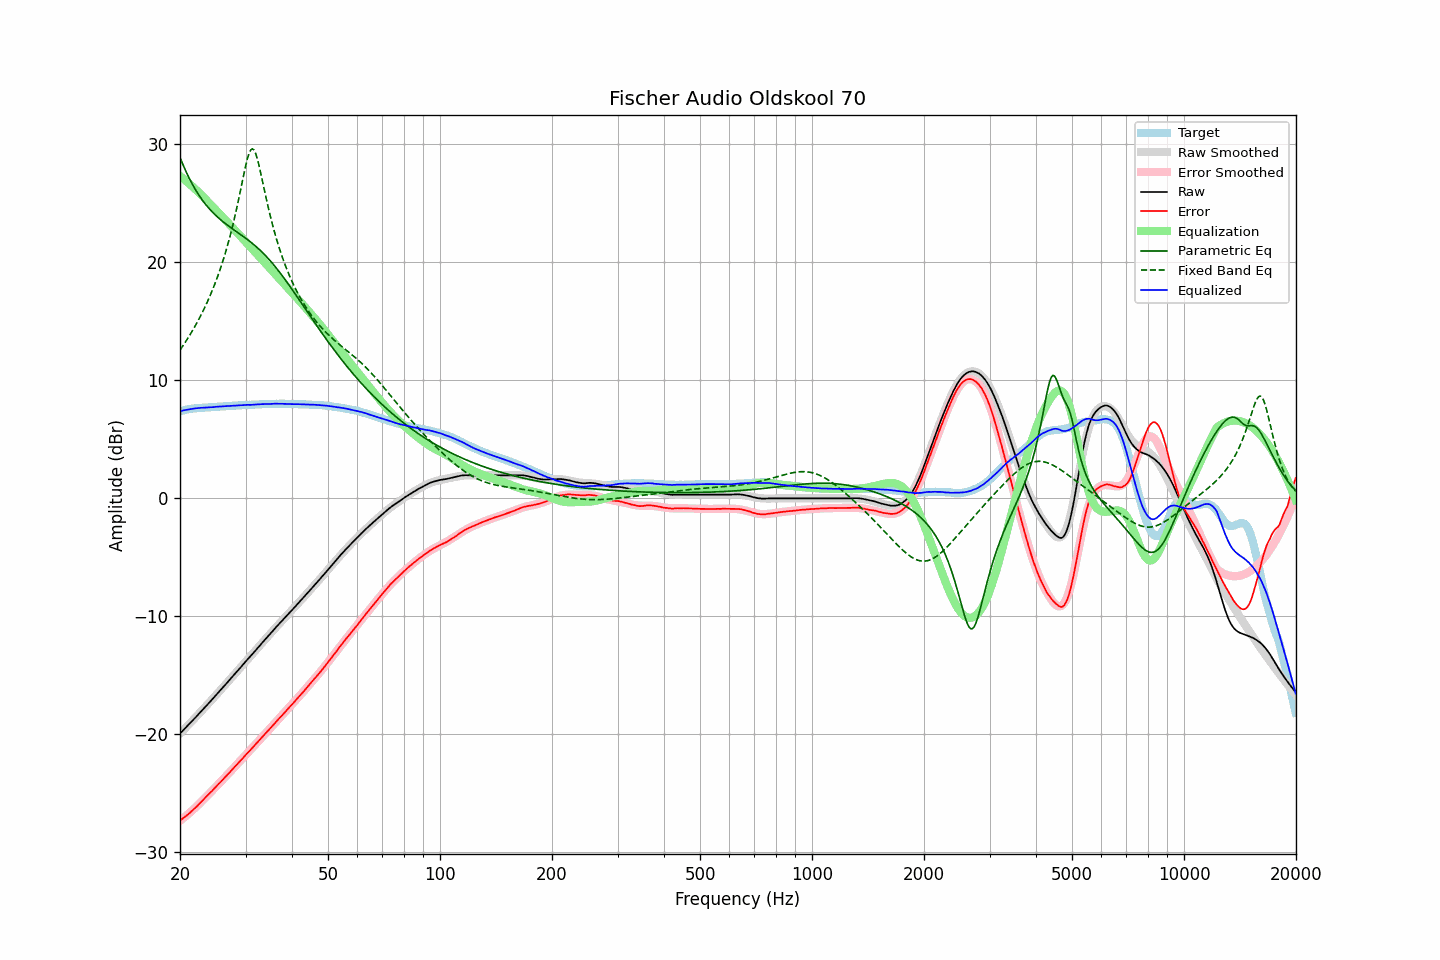 Fischer Audio Oldskool 70
Amplitude (dBr)
30
20
10
0
−10
−20
−30
Target
Raw Smoothed
Error Smoothed
Raw
Error
Equalization
Parametric Eq
Fixed Band Eq
Equalized
20 50 100 200 500 1000 2000 5000 10000 20000
Frequency (Hz)